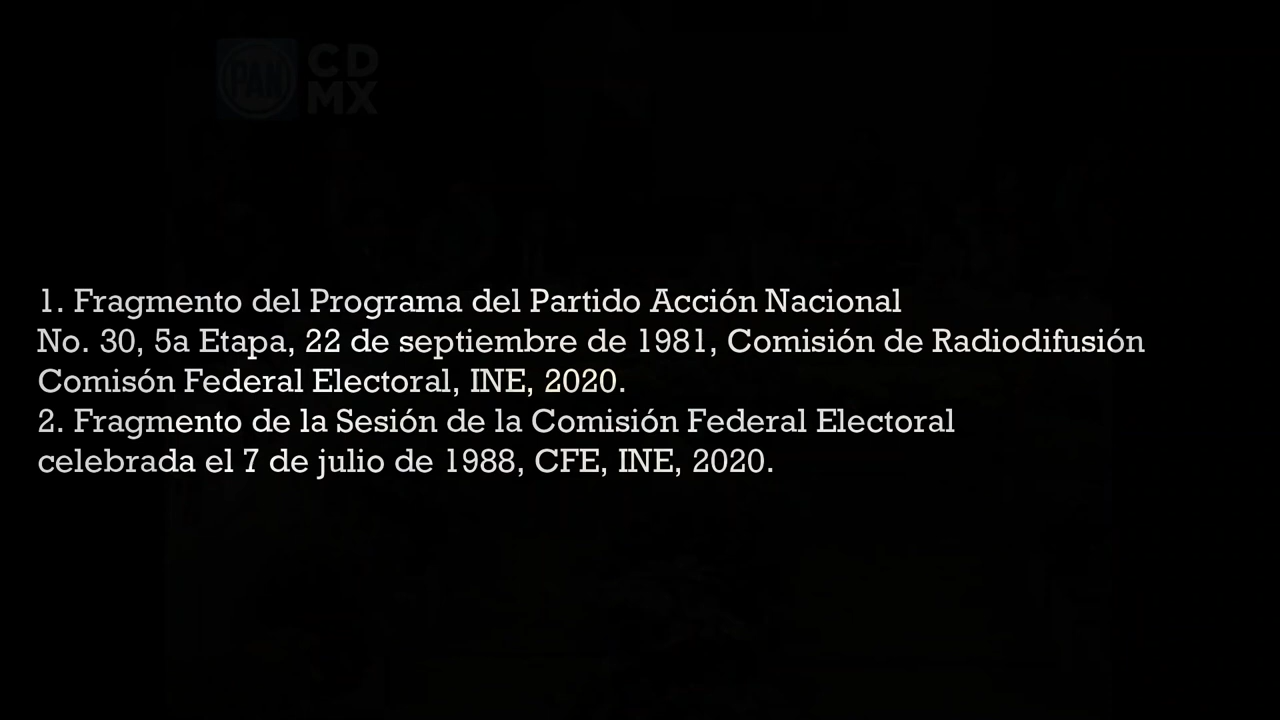 PAN
CD
MX
1. Fragmento del Programa del Partido Acción Nacional
No. 30, 5a Etapa, 22 de septiembre de 1981, Comisión de Radiodifusión
Comisón Federal Electoral, INE, 2020.
2. Fragmento de la Sesión de la Comisión Federal Electoral
celebrada el 7 de julio de 1988, CFE, INE, 2020.